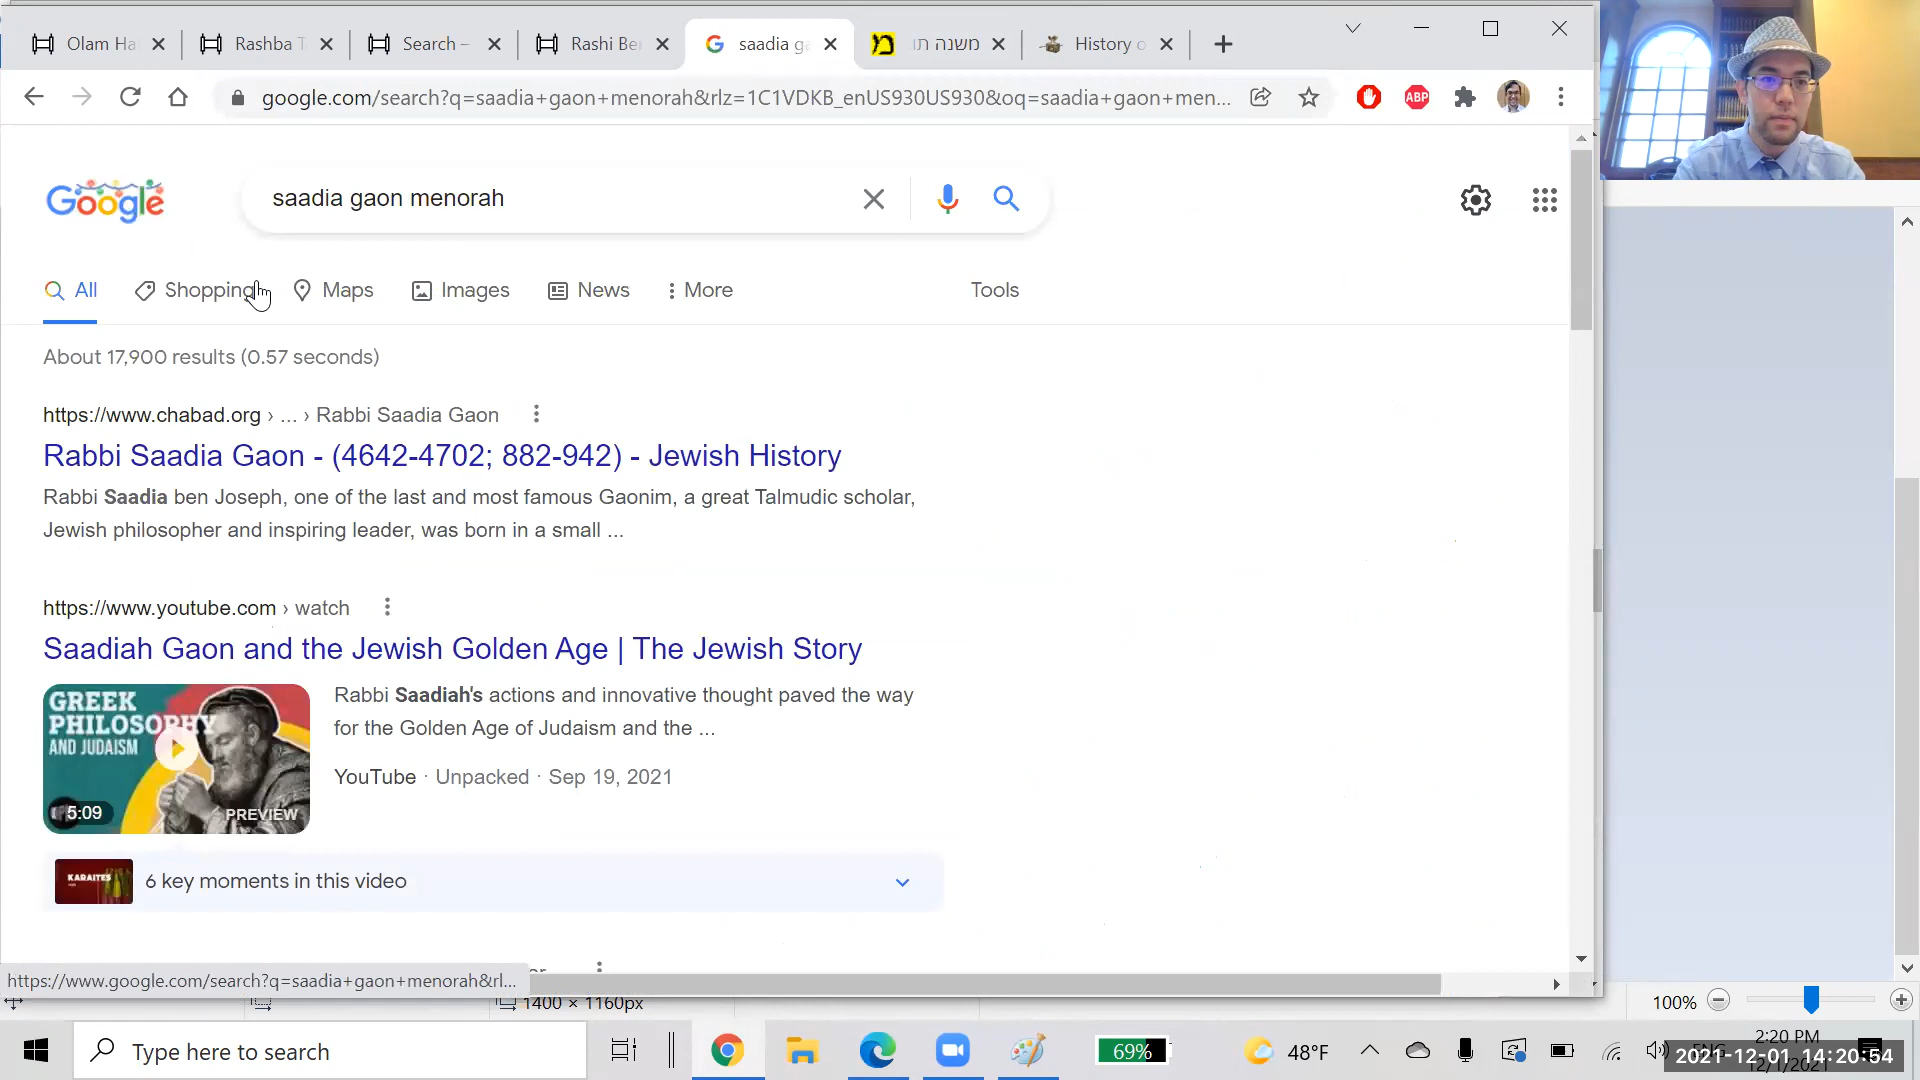 Olam Ha
Rashba T
Search –
Rashi Be
saadia ga
משנה תו
History o
google.com/search?q=saadia+gaon+menorah&rlz=1C1VDKB_enUS930US930&oq=saadia+gaon+men...
ABP
Google
saadia gaon menorah
All
Shopping
Maps
Images
News
More
Tools
About 17,900 results (0.57 seconds)
https://www.chabad.org › ... › Rabbi Saadia Gaon
Rabbi Saadia Gaon - (4642-4702; 882-942) - Jewish History
Rabbi Saadia ben Joseph, one of the last and most famous Gaonim, a great Talmudic scholar,
Jewish philosopher and inspiring leader, was born in a small ...
https://www.youtube.com › watch
Saadiah Gaon and the Jewish Golden Age | The Jewish Story
GREEK
PHILOSOPHY
AND JUDAISM
5:09
PREVIEW
Rabbi Saadiah's actions and innovative thought paved the way
for the Golden Age of Judaism and the ...
YouTube · Unpacked · Sep 19, 2021
KARAITES
6 key moments in this video
https://www.google.com/search?q=saadia+gaon+menorah&rl...
1400 × 1160px
100%
Type here to search
69%
48°F
2:20 PM
2021-12-01 14:20:54